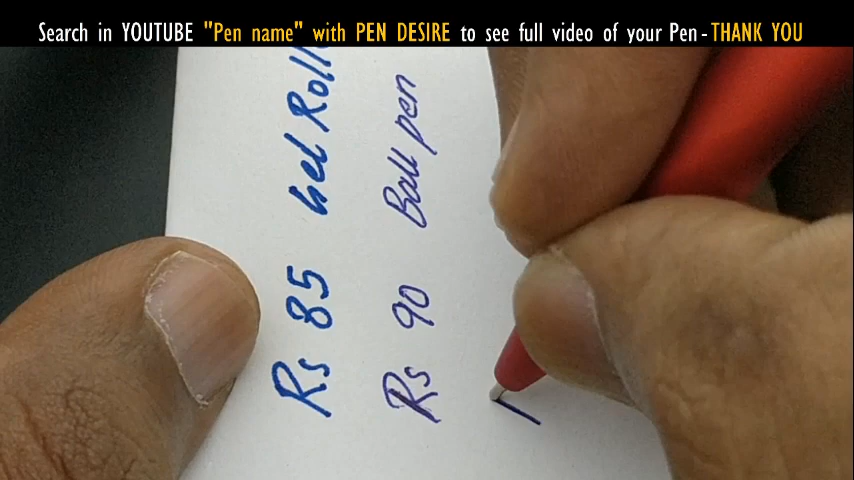 Search in YOUTUBE "Pen name" with PEN DESIRE to see full video of your Pen - THANK YOU
Rs 85 Gel Roll
Rs 90 Ball pen